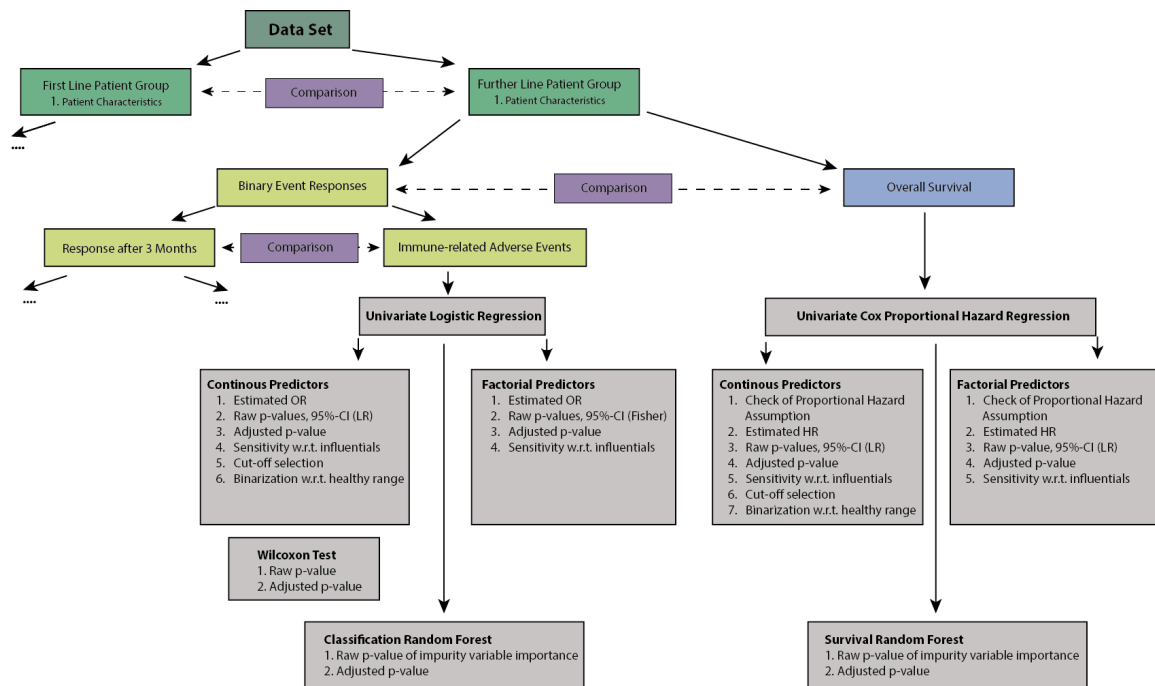 Data Set
First Line Patient Group
1. Patient Characteristics
Comparison
Further Line Patient Group
1. Patient Characteristics
....
Binary Event Responses
Comparison
Overall Survival
Response after 3 Months
Comparison
Immune-related Adverse Events
....
....
Univariate Logistic Regression
Univariate Cox Proportional Hazard Regression
Continous Predictors
1. Estimated OR
2. Raw p-values, 95%-CI (LR)
3. Adjusted p-value
4. Sensitivity w.r.t. influentials
5. Cut-off selection
6. Binarization w.r.t. healthy range
Factorial Predictors
1. Estimated OR
2. Raw p-values, 95%-CI (Fisher)
3. Adjusted p-value
4. Sensitivity w.r.t. influentials
Continous Predictors
1. Check of Proportional Hazard
Assumption
2. Estimated HR
3. Raw p-values, 95%-CI (LR)
4. Adjusted p-value
5. Sensitivity w.r.t. influentials
6. Cut-off selection
7. Binarization w.r.t. healthy range
Factorial Predictors
1. Check of Proportional Hazard
Assumption
2. Estimated HR
3. Raw p-value, 95%-CI (LR)
4. Adjusted p-value
5. Sensitivity w.r.t. influentials
Wilcoxon Test
1. Raw p-value
2. Adjusted p-value
Classification Random Forest
1. Raw p-value of impurity variable importance
2. Adjusted p-value
Survival Random Forest
1. Raw p-value of impurity variable importance
2. Adjusted p-value